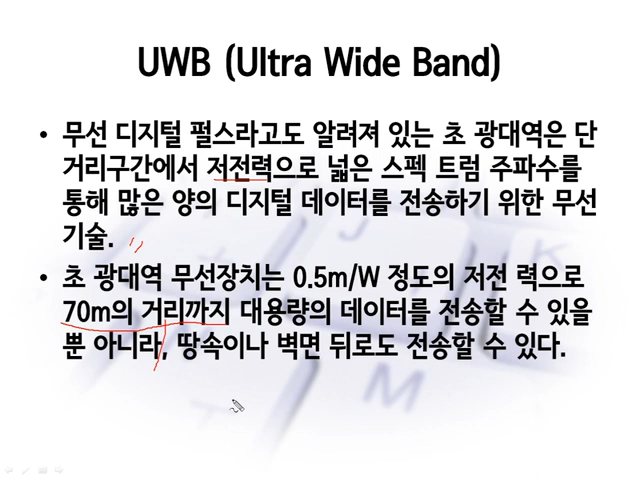 UWB (Ultra Wide Band)
• 무선 디지털 펄스라고도 알려져 있는 초 광대역은 단
거리구간에서 저전력으로 넓은 스펙 트럼 주파수를
통해 많은 양의 디지털 데이터를 전송하기 위한 무선
기술.
• 초 광대역 무선장치는 0.5m/W 정도의 저전 력으로
70m의 거리까지 대용량의 데이터를 전송할 수 있을
뿐 아니라, 땅속이나 벽면 뒤로도 전송할 수 있다.
J
K
M